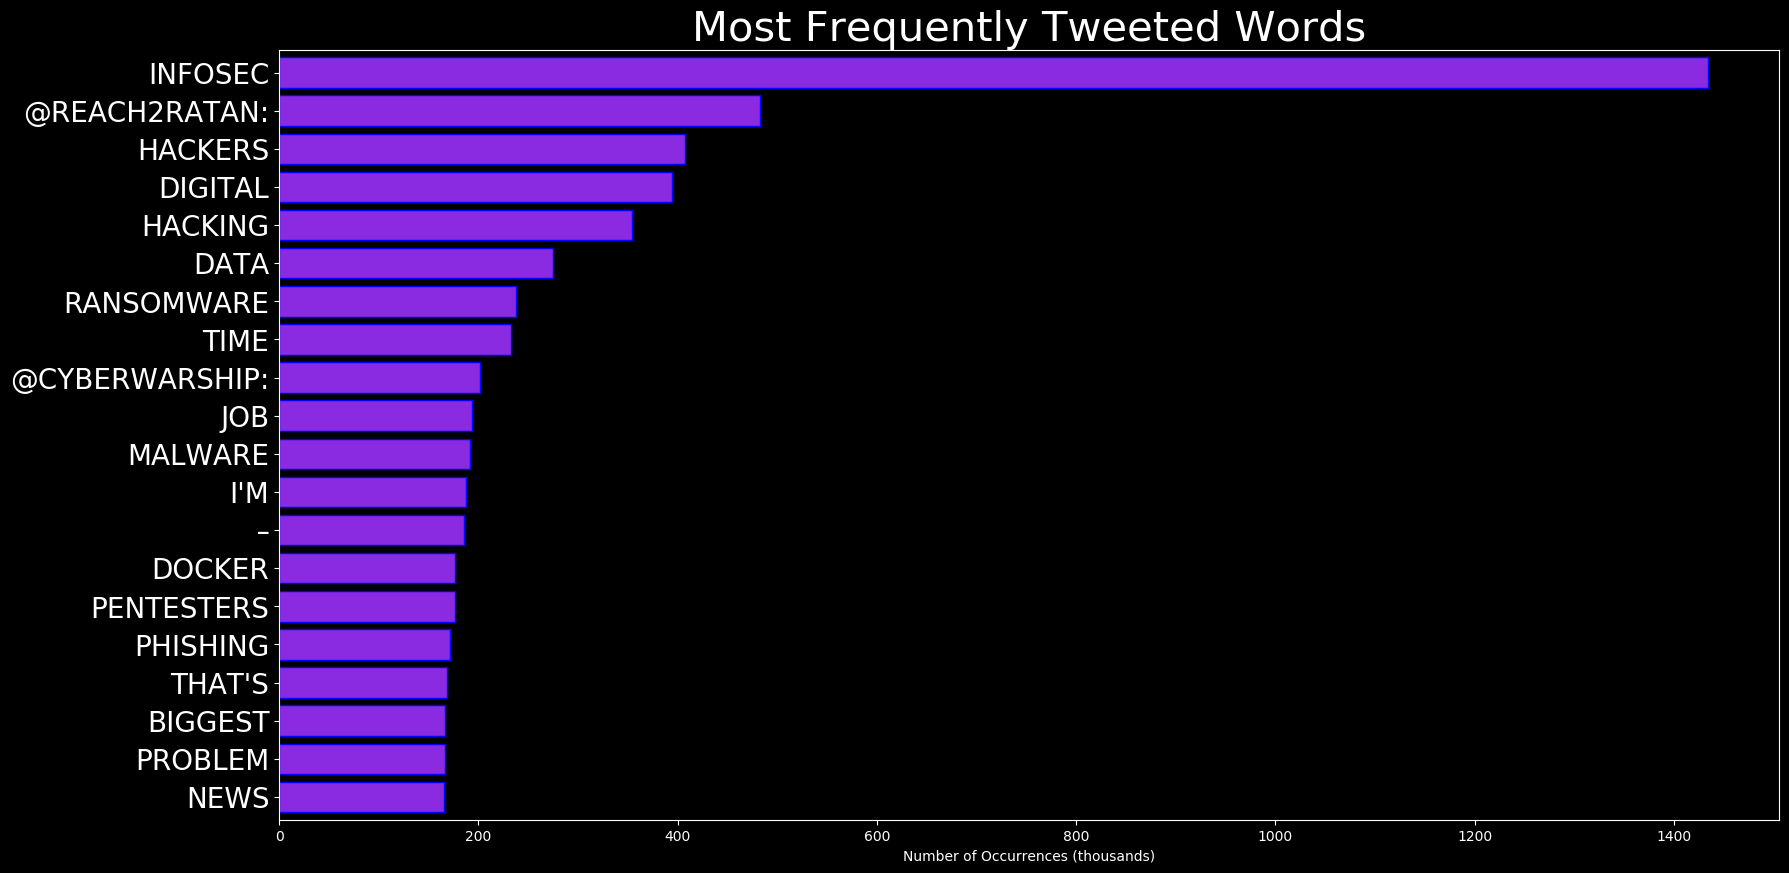 Most Frequently Tweeted Words
INFOSEC
@REACH2RATAN:
HACKERS
DIGITAL
HACKING
DATA
RANSOMWARE
TIME
@CYBERWARSHIP:
JOB
MALWARE
I'M
–
DOCKER
PENTESTERS
PHISHING
THAT'S
BIGGEST
PROBLEM
NEWS
0 200 400 600 800 1000 1200 1400
Number of Occurrences (thousands)